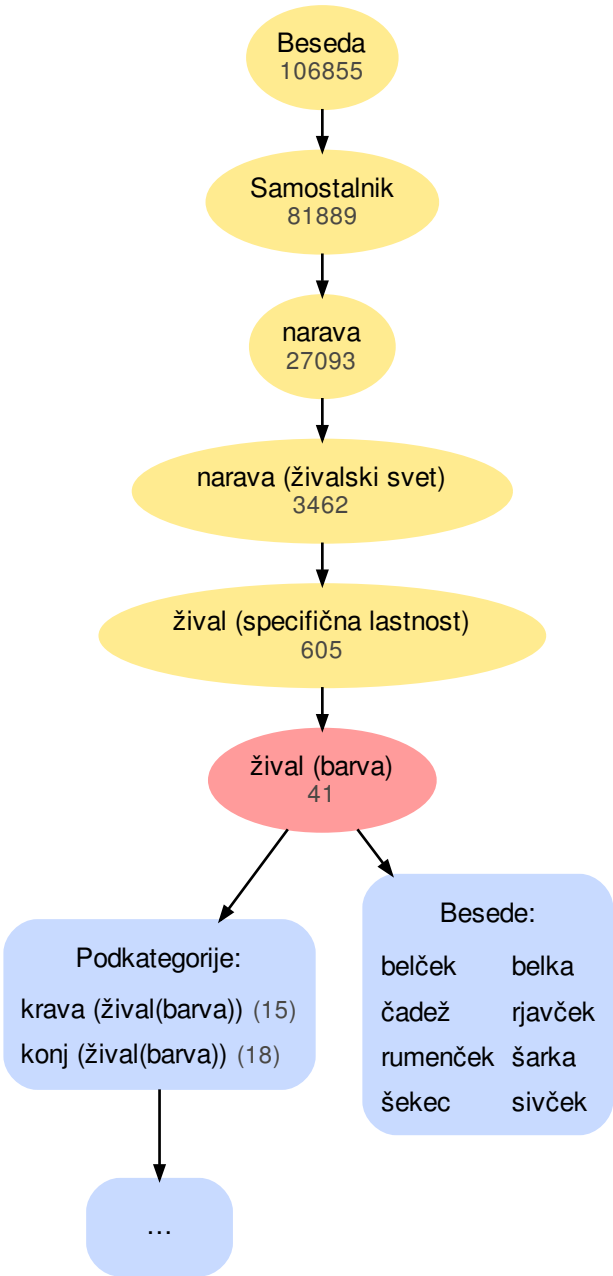 Beseda
106855
Samostalnik
81889
narava
27093
narava (živalski svet)
3462
žival (specifična lastnost)
605
žival (barva)
41
Podkategorije:
krava (žival(barva)) (15)
konj (žival(barva)) (18)
...
Besede:
belček belka
čadež rjavček
rumenček šarka
šekec sivček